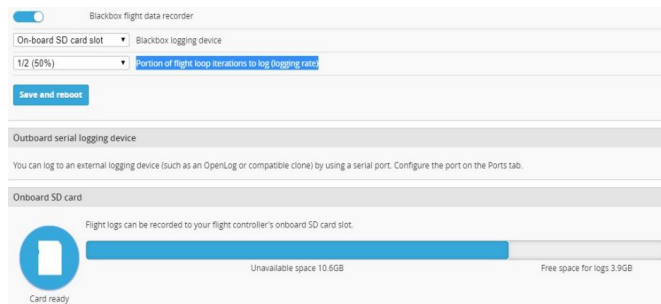 Blackbox flight data recorder
On-board SD card slot Blackbox logging device
1/2 (50%) Portion of flight loop iterations to log (logging rate)
Save and reboot
Outboard serial logging device
You can log to an external logging device (such as an OpenLog or compatible clone) by using a serial port. Configure the port on the Ports tab.
Onboard SD card
Flight logs can be recorded to your flight controller's onboard SD card slot.
Unavailable space 10.6GB Free space for logs 3.9GB
Card ready